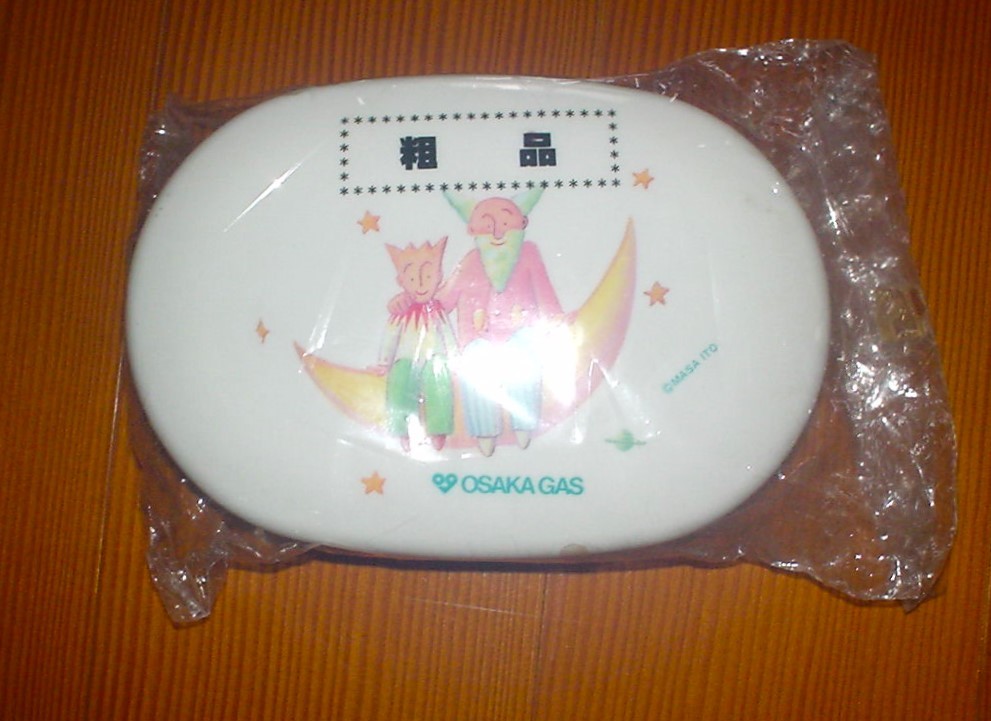 粗 品
©MASA ITO
OSAKA GAS